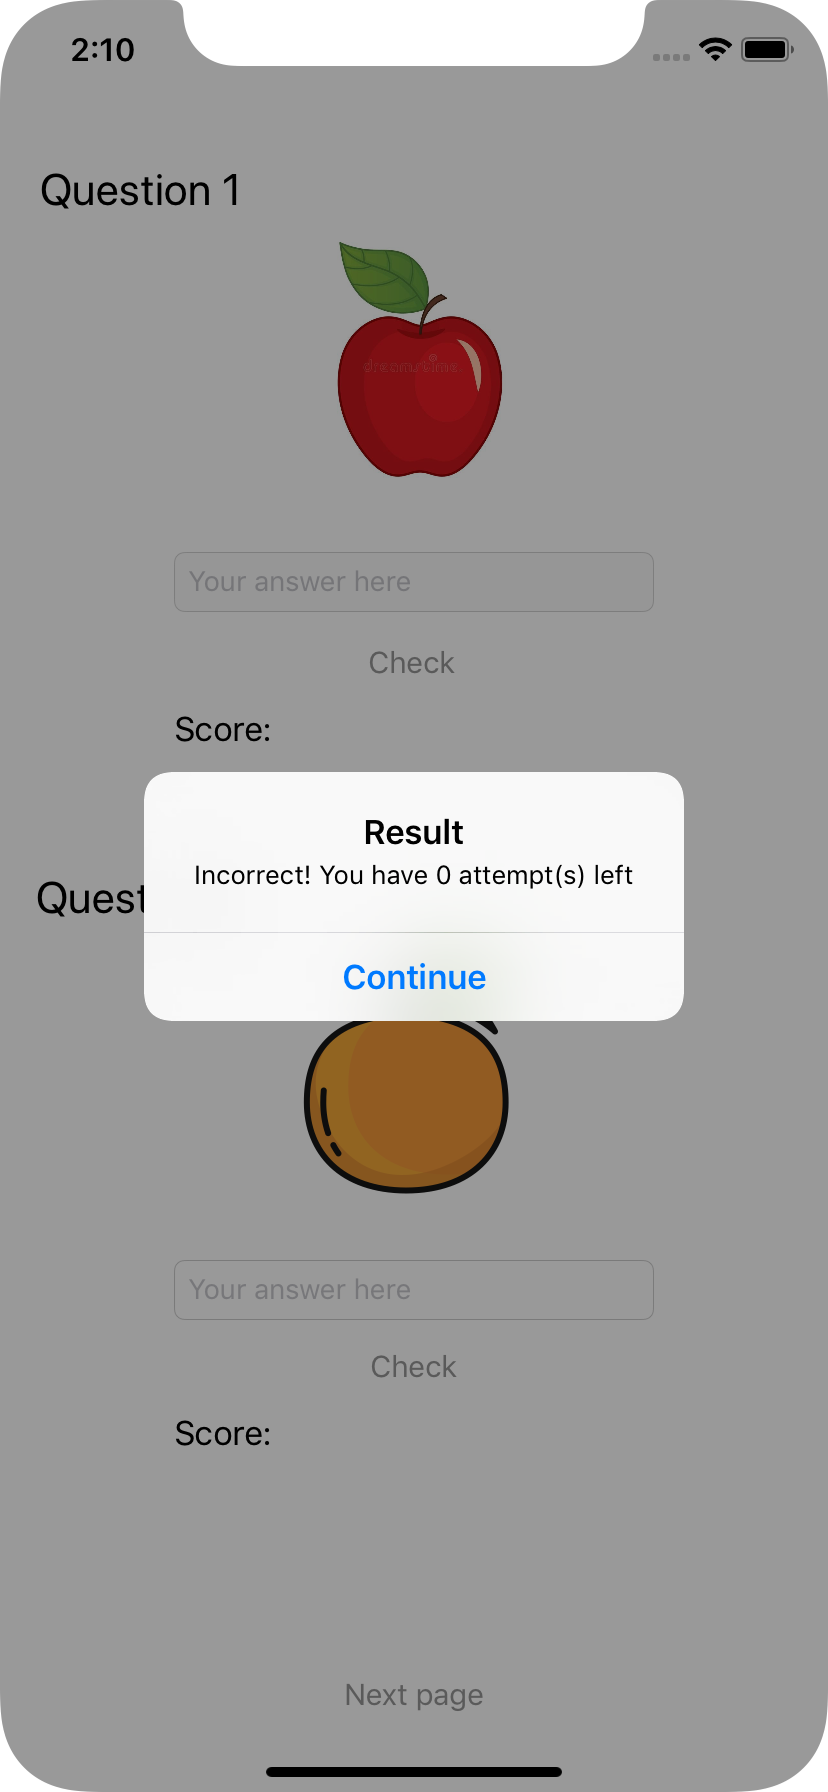 2:10
Question 1
dreamstime
Your answer here
Check
Score:
Result
Incorrect! You have 0 attempt(s) left
Quest
Continue
Your answer here
Check
Score:
Next page